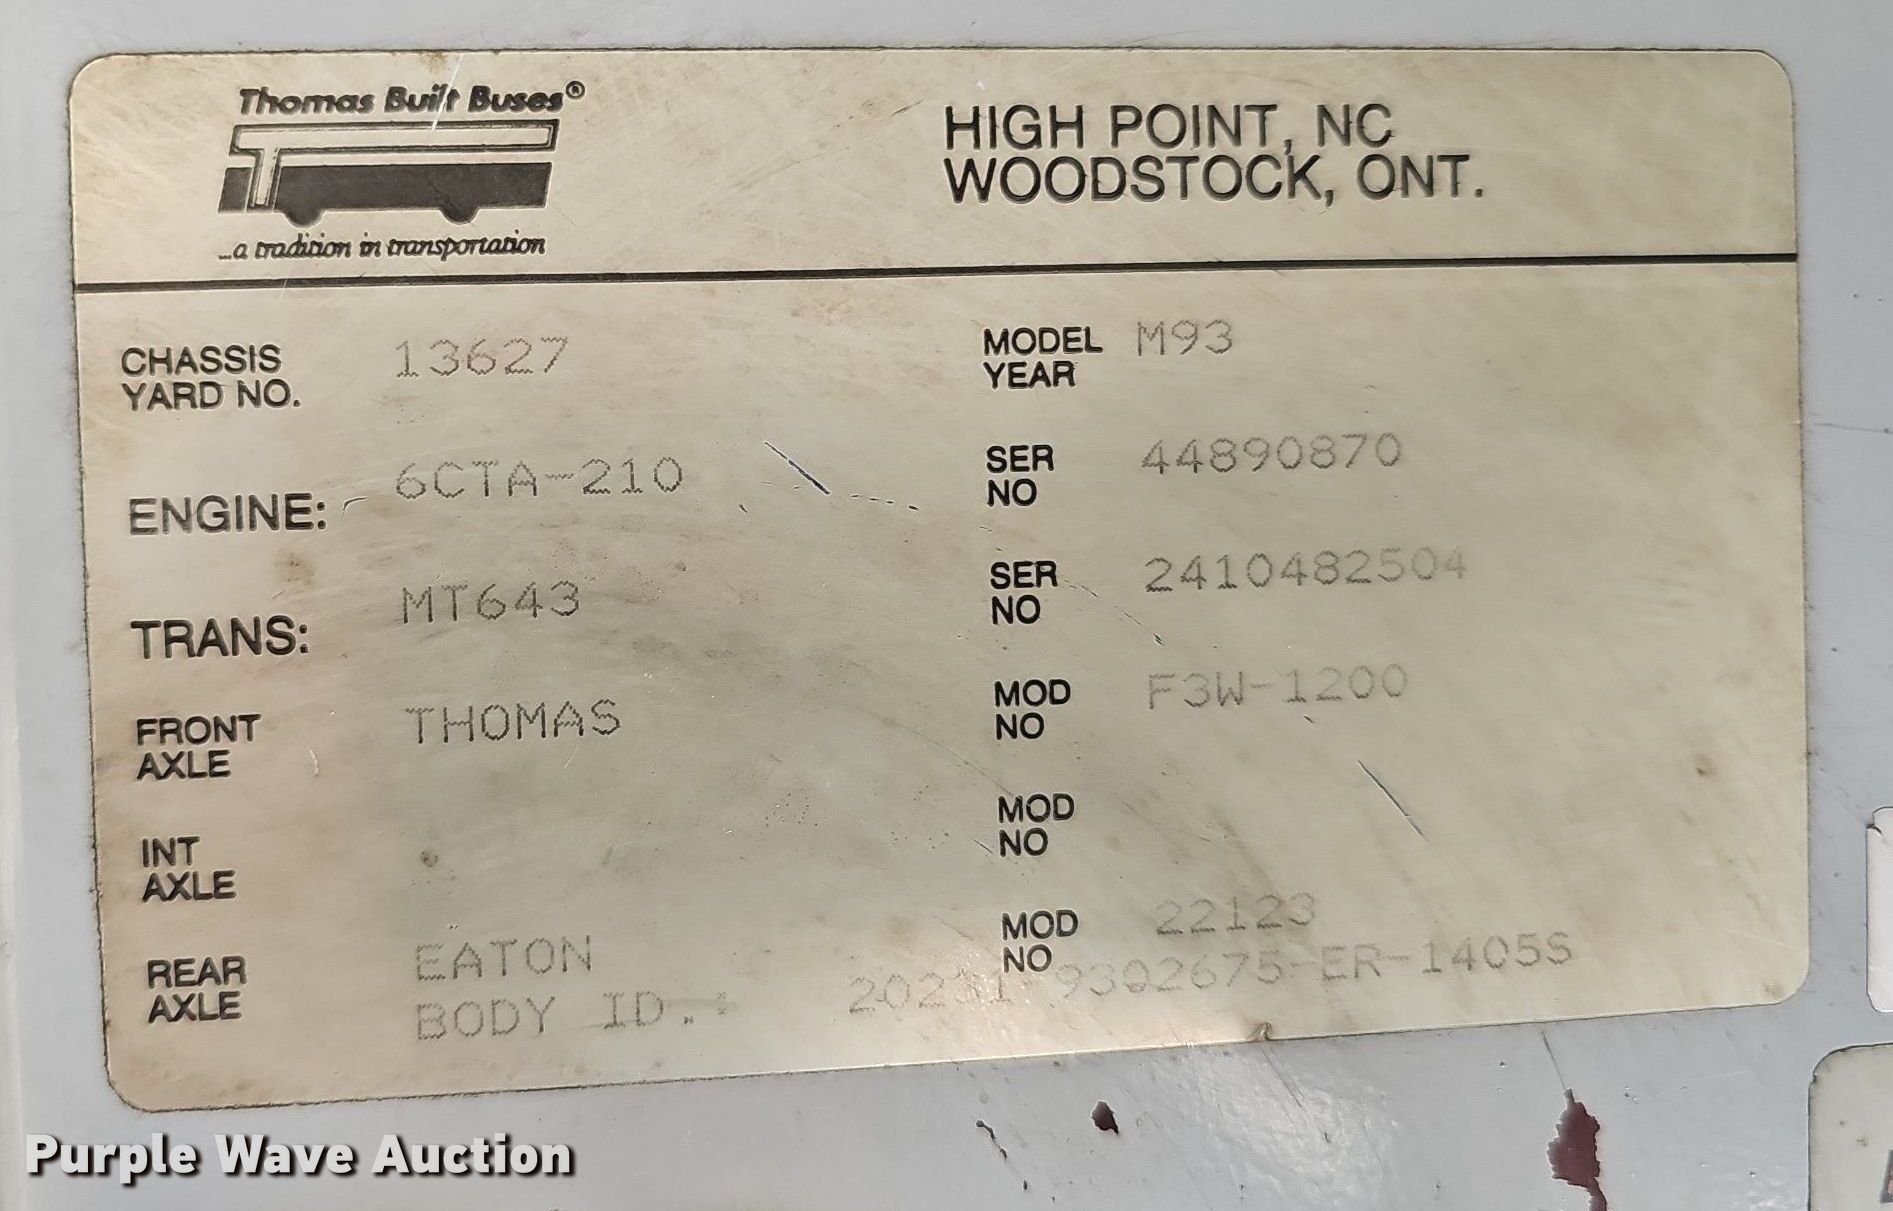 Thomas Built Buses®
...a tradition in transportation
HIGH POINT, NC
WOODSTOCK, ONT.
CHASSIS YARD NO. 13627
MODEL YEAR M93
ENGINE: 6CTA-210
SER NO 44890870
TRANS: MT643
SER NO 2410482504
FRONT AXLE THOMAS
MOD NO F3W-1200
INT AXLE
MOD NO
REAR AXLE EATON
MOD NO 22123
BODY ID.: 20231-9302675-ER-1405S
Purple Wave Auction